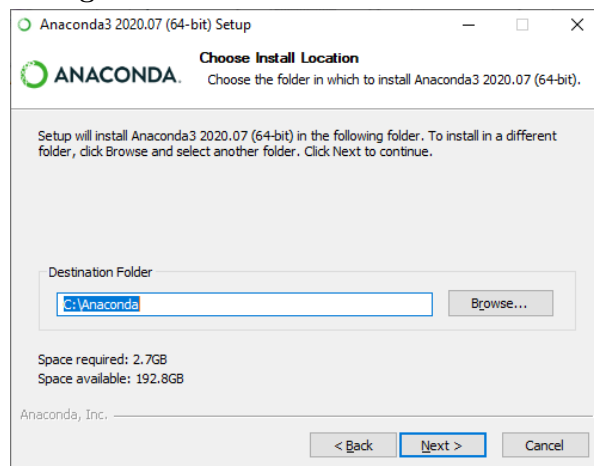 Anaconda3 2020.07 (64-bit) Setup
ANACONDA.
Choose Install Location
Choose the folder in which to install Anaconda3 2020.07 (64-bit).
Setup will install Anaconda3 2020.07 (64-bit) in the following folder. To install in a different
folder, click Browse and select another folder. Click Next to continue.
Destination Folder
C:\Anaconda
Browse...
Space required: 2.7GB
Space available: 192.8GB
Anaconda, Inc.
< Back
Next >
Cancel